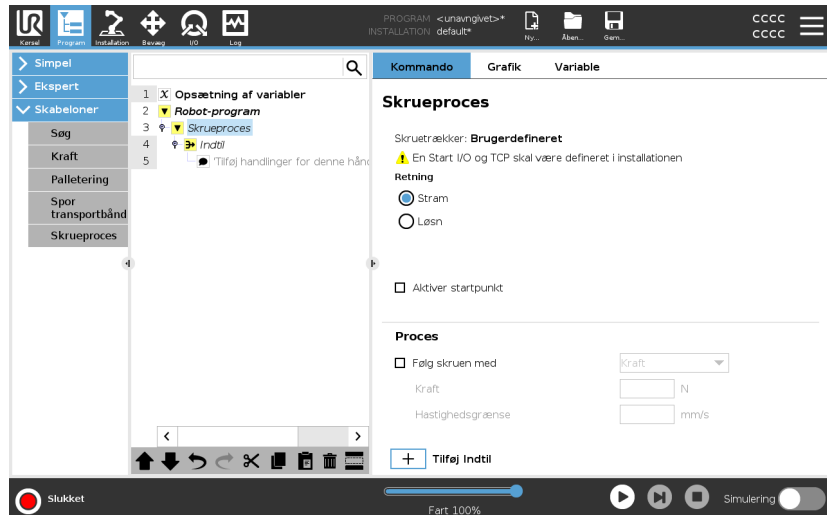 PROGRAM <unavngivet>*
INSTALLATION default*
CCCC
CCCC
Kørsel
Program
Installation
Bevæg
I/O
Log
Ny...
Åben...
Gem...
Simpel
Ekspert
Skabeloner
Søg
Kraft
Palletering
Spor
transportbånd
Skrueproces
1 X Opsætning af variabler
2 Robot-program
3 Skrueproces
4 Indtil
5 'Tilføj handlinger for denne hånd
Kommando
Grafik
Variable
Skrueproces
Skruetrækker: Brugerdefineret
En Start I/O og TCP skal være defineret i installationen
Retning
Stram
Løsn
Aktiver startpunkt
Proces
Følg skruen med
Kraft
Kraft
N
Hastighedsgrænse
mm/s
Tilføj Indtil
Slukket
Fart 100%
Simulering